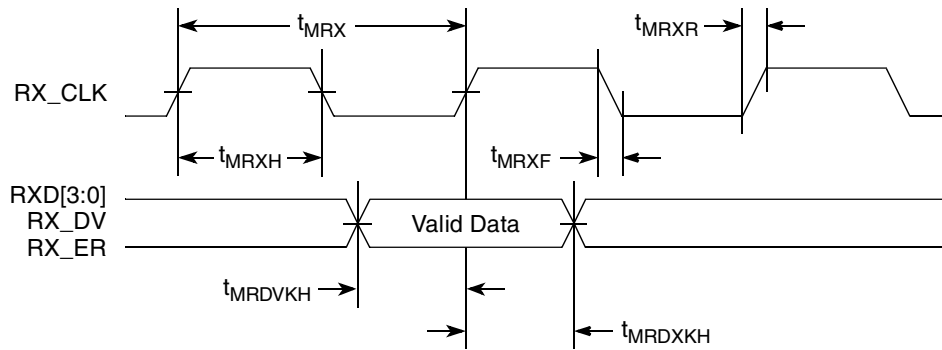 tMRX
tMRXR
RX_CLK
tMRXH
tMRXF
RXD[3:0]
RX_DV
Valid Data
RX_ER
tMRDVKH
tMRDXKH